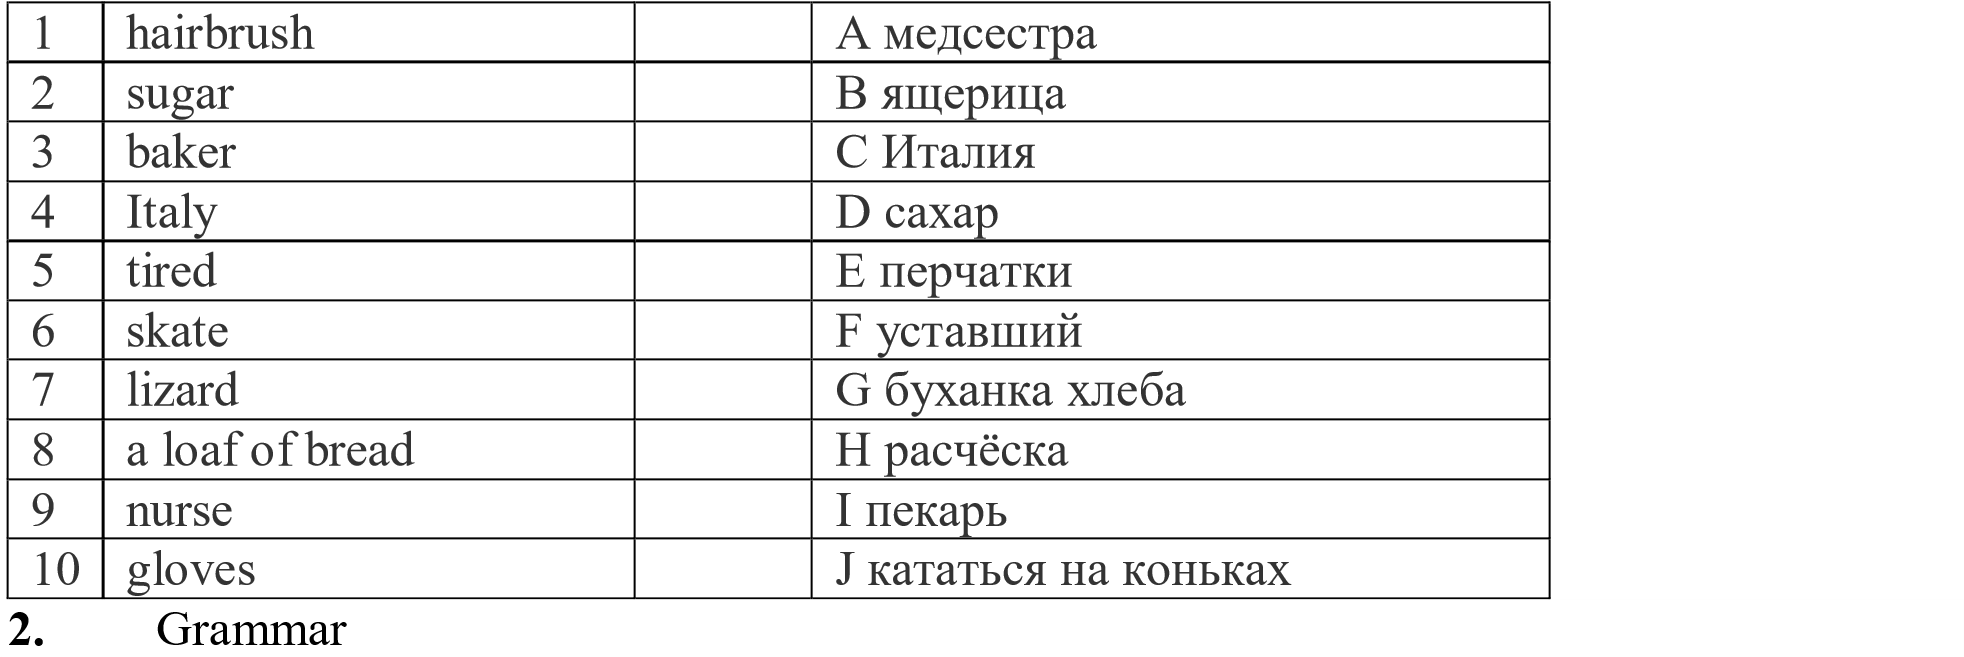 1 hairbrush A медсестра
2 sugar B ящерица
3 baker C Италия
4 Italy D сахар
5 tired E перчатки
6 skate F уставший
7 lizard G буханка хлеба
8 a loaf of bread H расчёска
9 nurse I пекарь
10 gloves J кататься на коньках
2. Grammar